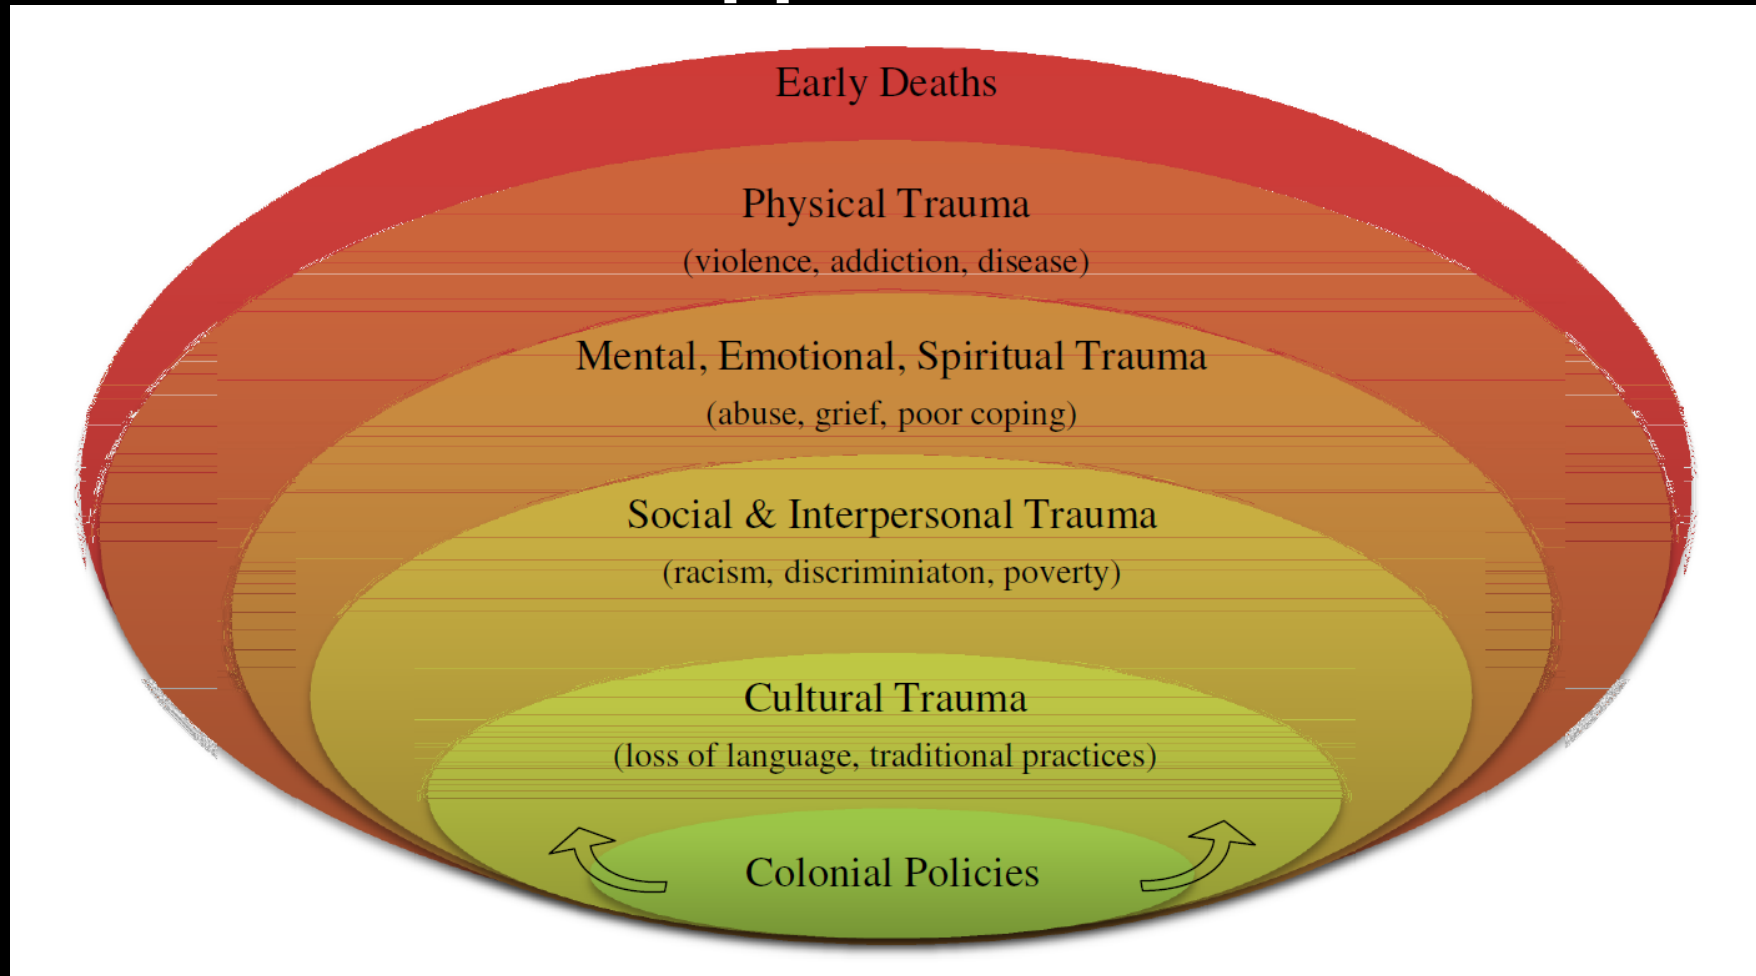 Early Deaths
Physical Trauma
(violence, addiction, disease)
Mental, Emotional, Spiritual Trauma
(abuse, grief, poor coping)
Social & Interpersonal Trauma
(racism, discriminiaton, poverty)
Cultural Trauma
(loss of language, traditional practices)
Colonial Policies